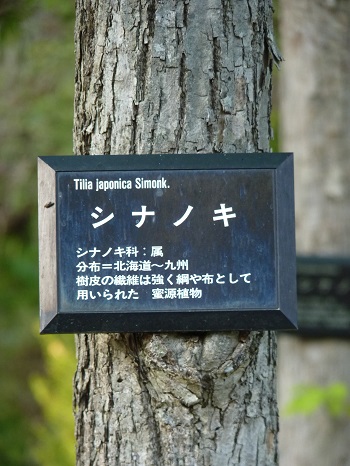 Tilia japonica Simonk.
シナノキ
シナノキ科：属
分布＝北海道～九州
樹皮の繊維は強く綱や布として
用いられた　蜜源植物